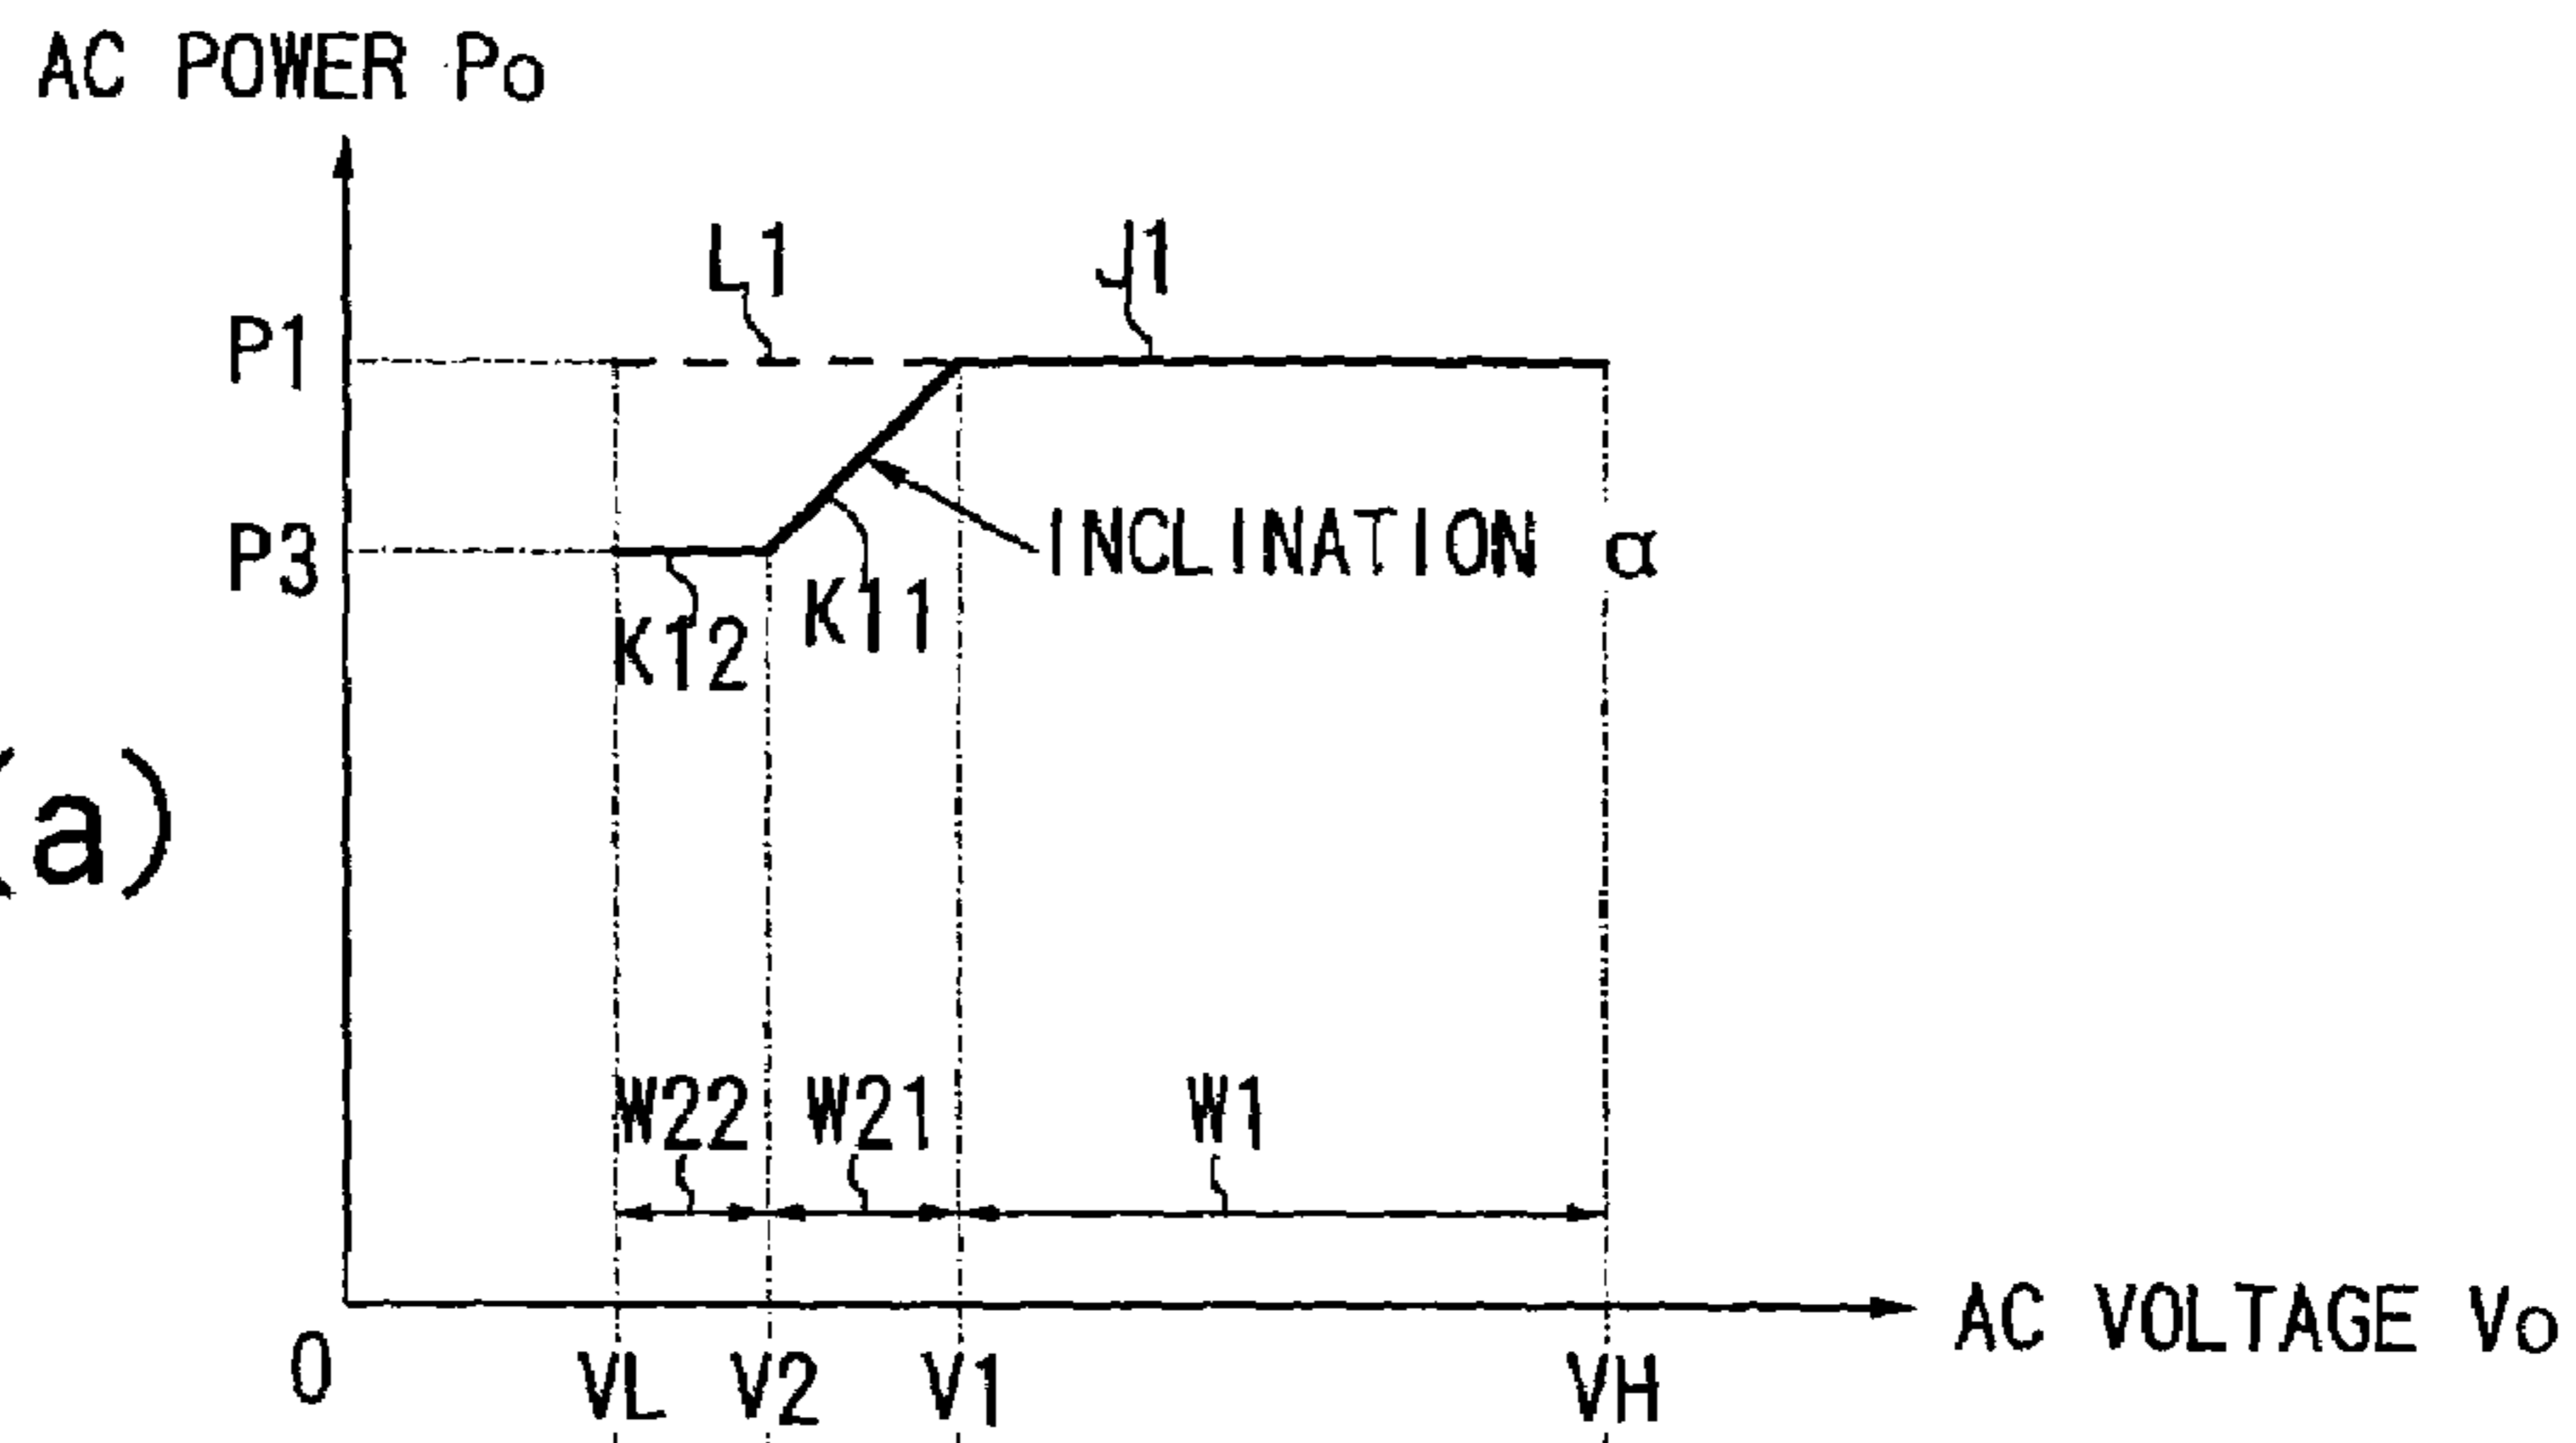 AC POWER Po
L1
J1
P1
INCLINATION α
P3
K11
K12
(a)
W22
W21
W1
AC VOLTAGE Vo
0
VL
V2
V1
VH